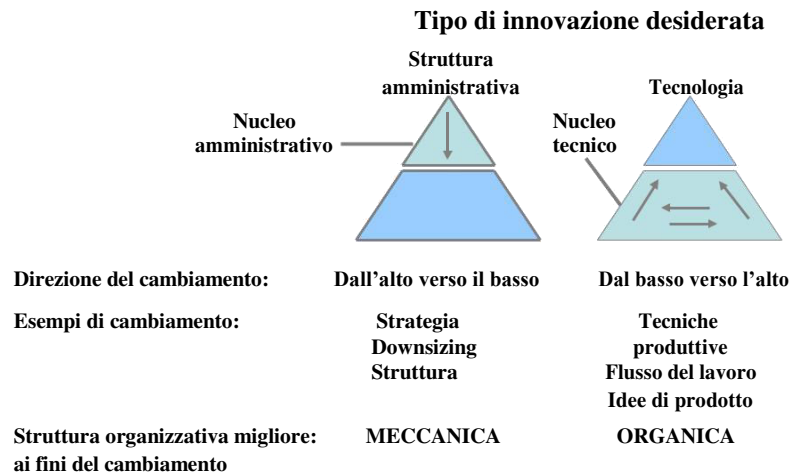 Tipo di innovazione desiderata
Struttura
amministrativa
Tecnologia
Nucleo
amministrativo
Nucleo
tecnico
Direzione del cambiamento: Dall'alto verso il basso Dal basso verso l'alto
Esempi di cambiamento: Strategia Tecniche
Downsizing produttive
Struttura Flusso del lavoro
Idee di prodotto
Struttura organizzativa migliore: MECCANICA ORGANICA
ai fini del cambiamento